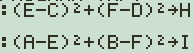 :(E-C)²+(F-D)²→H
:(A-E)²+(B-F)²→I